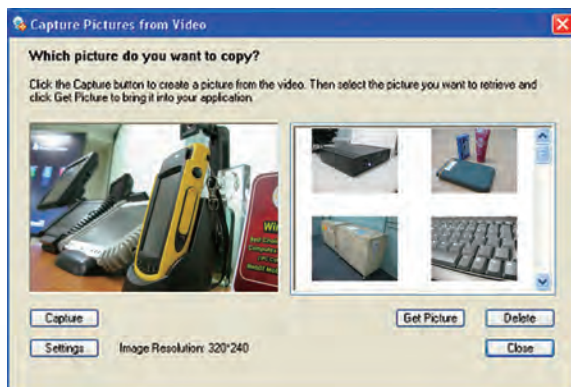 Capture Pictures from Video
Which picture do you want to copy?
Click the Capture button to create a picture from the video. Then select the picture you want to retrieve and
click Get Picture to bring it into your application.
Capture
Get Picture
Delete
Settings
Image Resolution: 320*240
Close